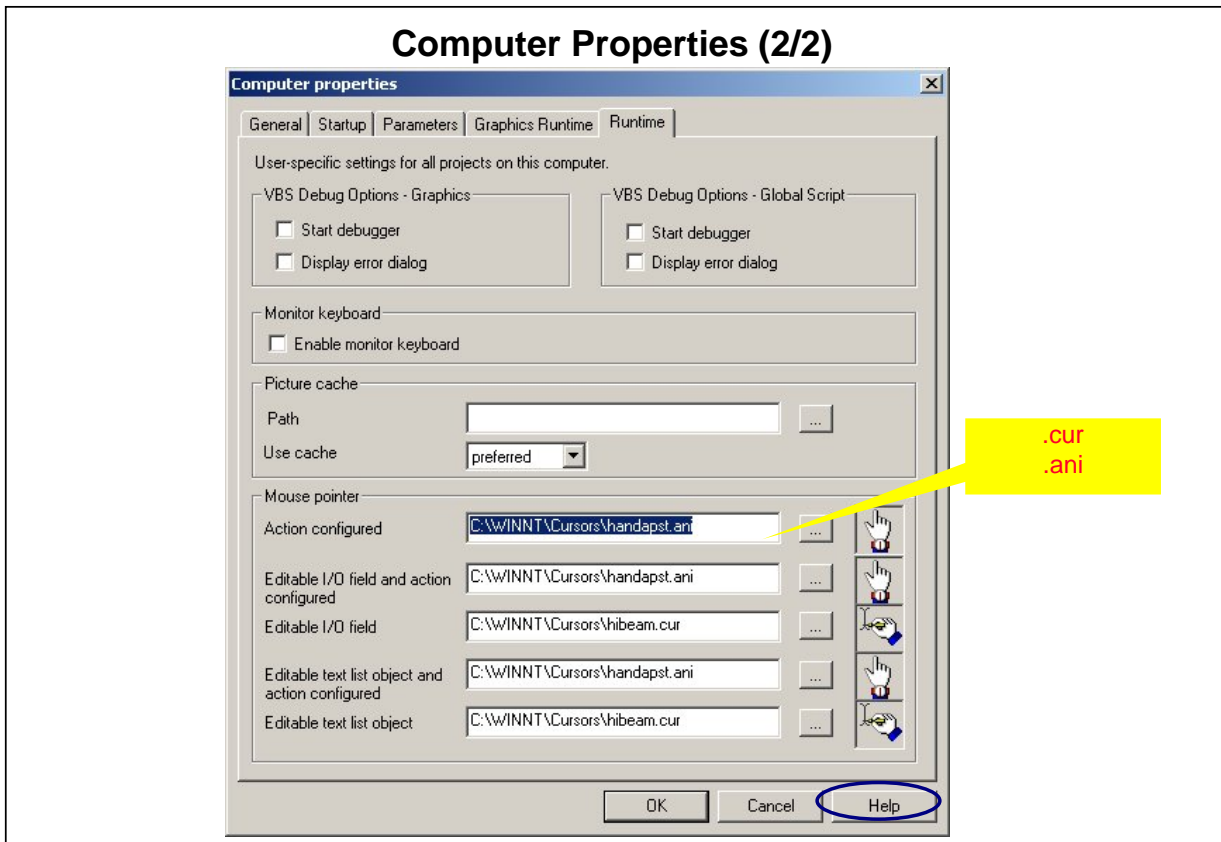 Computer Properties (2/2)
Computer properties
General Startup Parameters Graphics Runtime Runtime
User-specific settings for all projects on this computer.
VBS Debug Options - Graphics
Start debugger
Display error dialog
VBS Debug Options - Global Script
Start debugger
Display error dialog
Monitor keyboard
Enable monitor keyboard
Picture cache
Path
...
Use cache
preferred
.cur
.ani
Mouse pointer
Action configured
C:\WINNT\Cursors\handapst.ani
...
Editable I/O field and action
configured
C:\WINNT\Cursors\handapst.ani
...
Editable I/O field
C:\WINNT\Cursors\hibeam.cur
...
Editable text list object and
action configured
C:\WINNT\Cursors\handapst.ani
...
Editable text list object
C:\WINNT\Cursors\hibeam.cur
...
OK Cancel Help